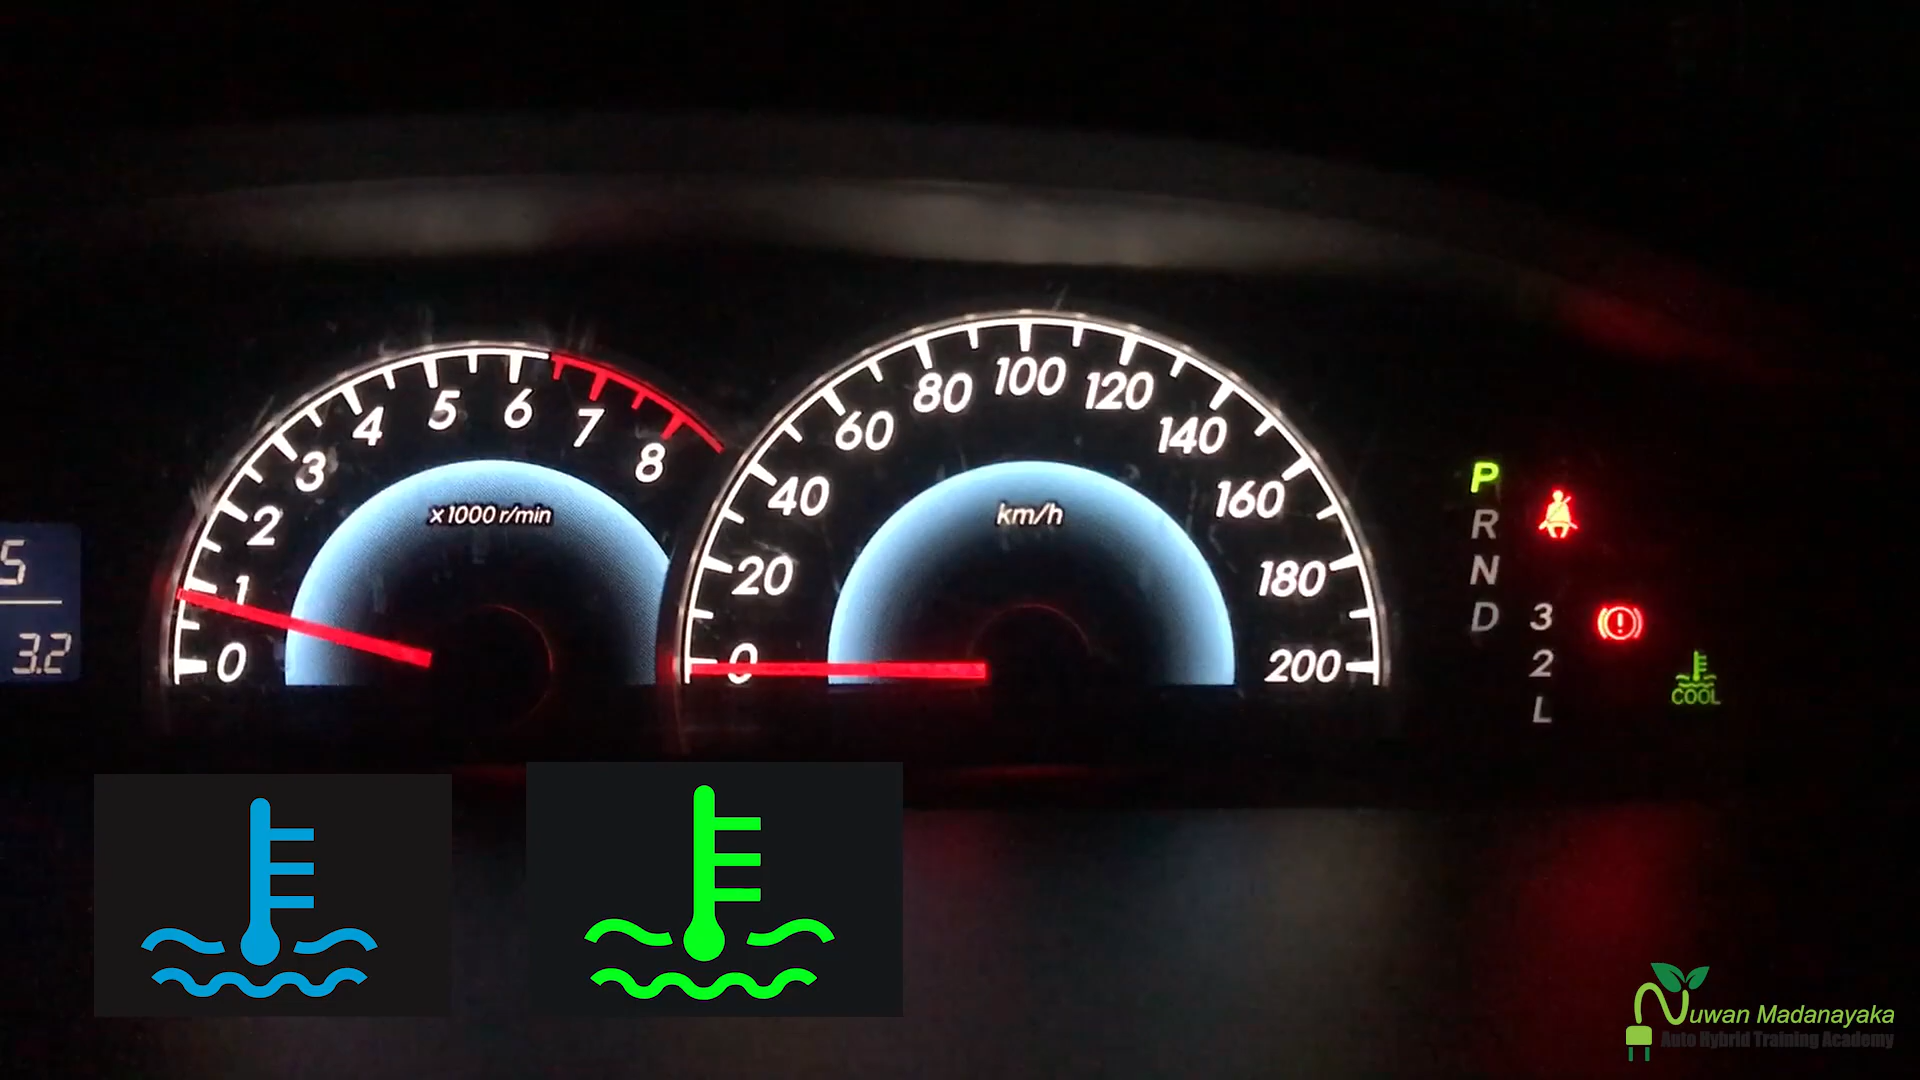 0 1 2 3 4 5 6 7 8
x1000 r/min
0 20 40 60 80 100 120 140 160 180 200
km/h
5
3.2
P
R
N
D 3
2
L
COOL
Nuwan Madanayaka
Auto Hybrid Training Academy